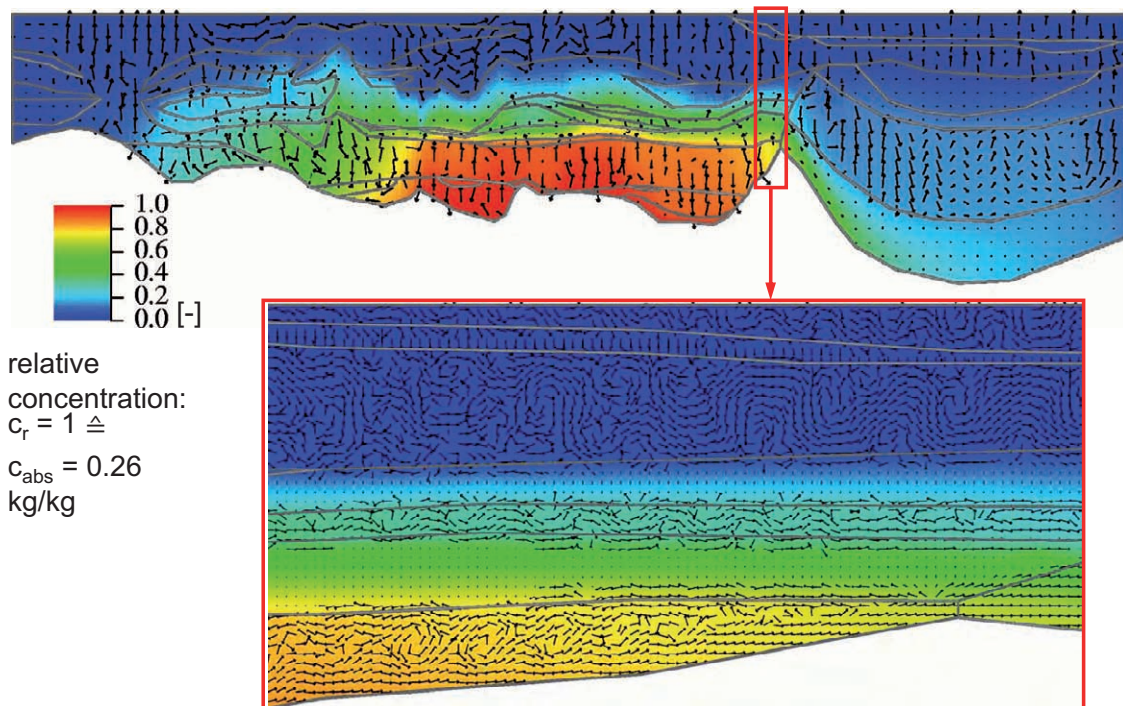 1.0
0.8
0.6
0.4
0.2
0.0 [-]
relative
concentration:
c_r = 1 ≙
c_abs = 0.26
kg/kg